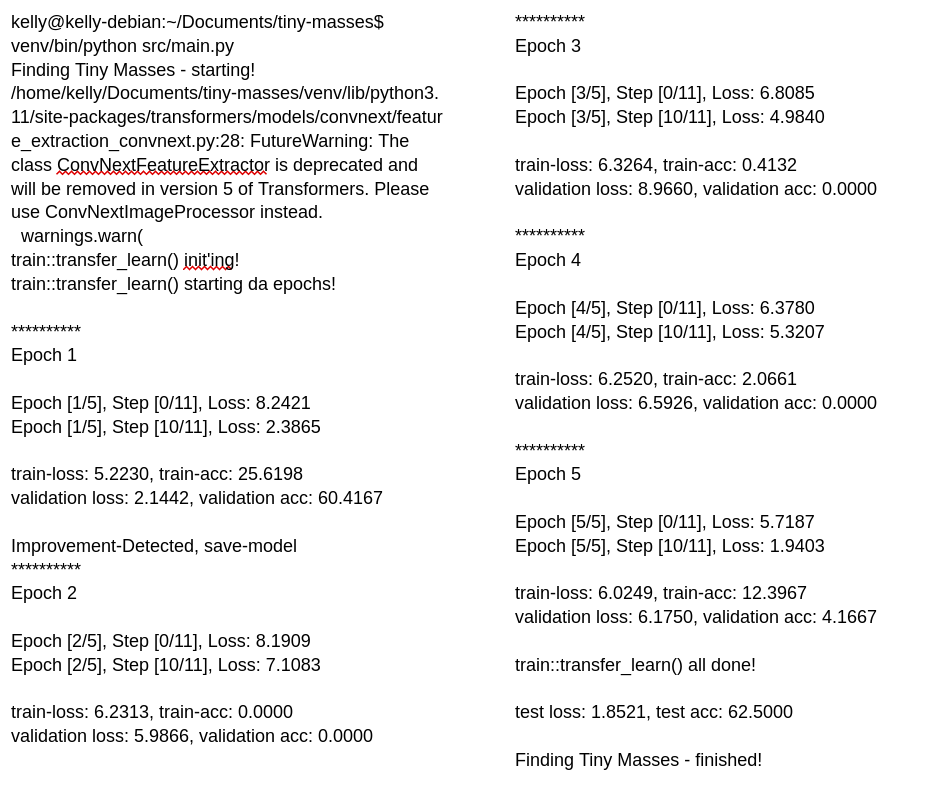 kelly@kelly-debian:~/Documents/tiny-masses$
venv/bin/python src/main.py
Finding Tiny Masses - starting!
/home/kelly/Documents/tiny-masses/venv/lib/python3.
11/site-packages/transformers/models/convnext/featur
e_extraction_convnext.py:28: FutureWarning: The
class ConvNextFeatureExtractor is deprecated and
will be removed in version 5 of Transformers. Please
use ConvNextImageProcessor instead.
  warnings.warn(
train::transfer_learn() init'ing!
train::transfer_learn() starting da epochs!

**********
Epoch 1

Epoch [1/5], Step [0/11], Loss: 8.2421
Epoch [1/5], Step [10/11], Loss: 2.3865

train-loss: 5.2230, train-acc: 25.6198
validation loss: 2.1442, validation acc: 60.4167

Improvement-Detected, save-model
**********
Epoch 2

Epoch [2/5], Step [0/11], Loss: 8.1909
Epoch [2/5], Step [10/11], Loss: 7.1083

train-loss: 6.2313, train-acc: 0.0000
validation loss: 5.9866, validation acc: 0.0000

**********
Epoch 3

Epoch [3/5], Step [0/11], Loss: 6.8085
Epoch [3/5], Step [10/11], Loss: 4.9840

train-loss: 6.3264, train-acc: 0.4132
validation loss: 8.9660, validation acc: 0.0000

**********
Epoch 4

Epoch [4/5], Step [0/11], Loss: 6.3780
Epoch [4/5], Step [10/11], Loss: 5.3207

train-loss: 6.2520, train-acc: 2.0661
validation loss: 6.5926, validation acc: 0.0000

**********
Epoch 5

Epoch [5/5], Step [0/11], Loss: 5.7187
Epoch [5/5], Step [10/11], Loss: 1.9403

train-loss: 6.0249, train-acc: 12.3967
validation loss: 6.1750, validation acc: 4.1667

train::transfer_learn() all done!

test loss: 1.8521, test acc: 62.5000

Finding Tiny Masses - finished!